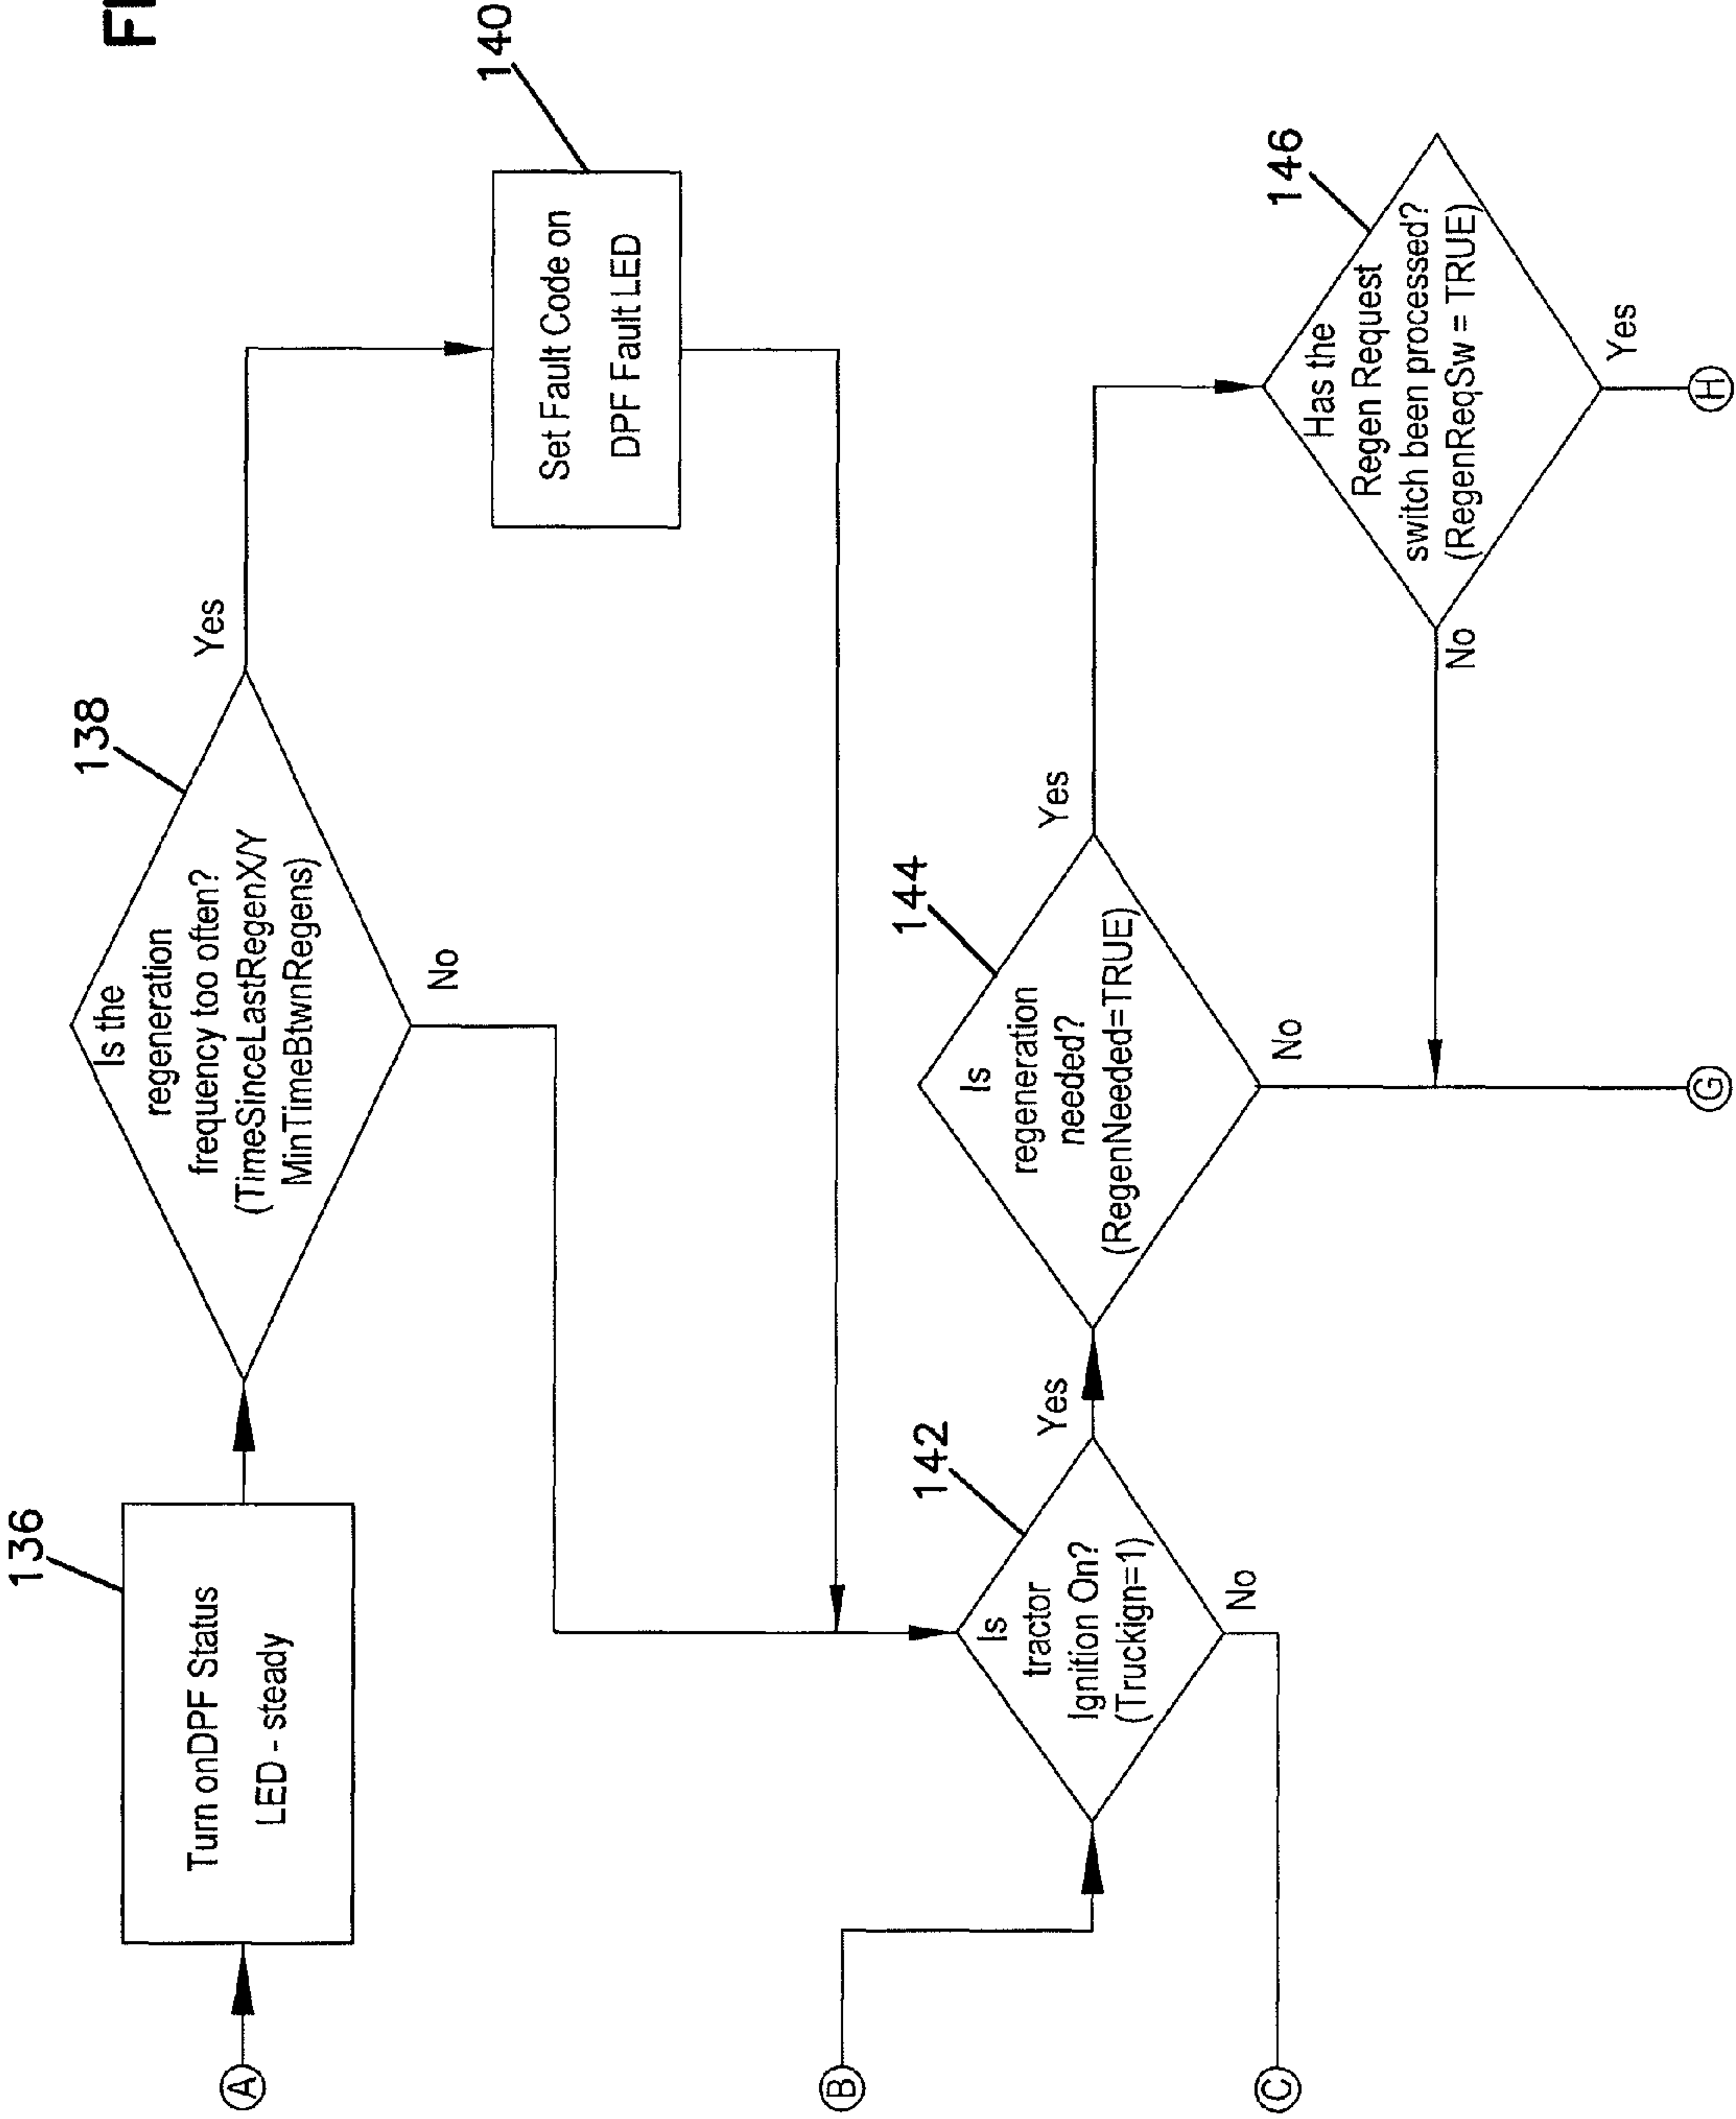 FI
136
Turn onDPF Status
LED - steady
138
Is the
regeneration
frequency too often?
(TimeSinceLastRegenX/Y
MinTimeBtwnRegens)
Yes
No
140
Set Fault Code on
DPF Fault LED
A
B
142
Is
tractor
Ignition On?
(Truckign=1)
Yes
No
144
Is
regeneration
needed?
(RegenNeeded=TRUE)
Yes
No
146
Has the
Regen Request
switch been processed?
(RegenReqSw = TRUE)
No
Yes
C
G
H